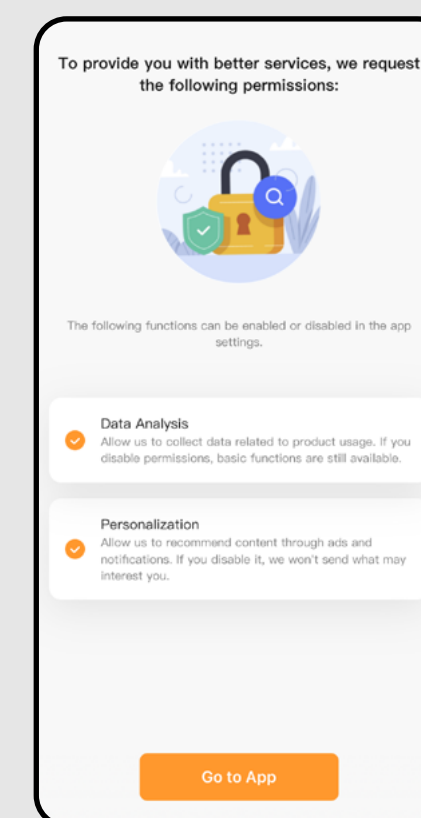 To provide you with better services, we request
the following permissions:
The following functions can be enabled or disabled in the app
settings.
Data Analysis
Allow us to collect data related to product usage. If you
disable permissions, basic functions are still available.
Personalization
Allow us to recommend content through ads and
notifications. If you disable it, we won't send what may
interest you.
Go to App